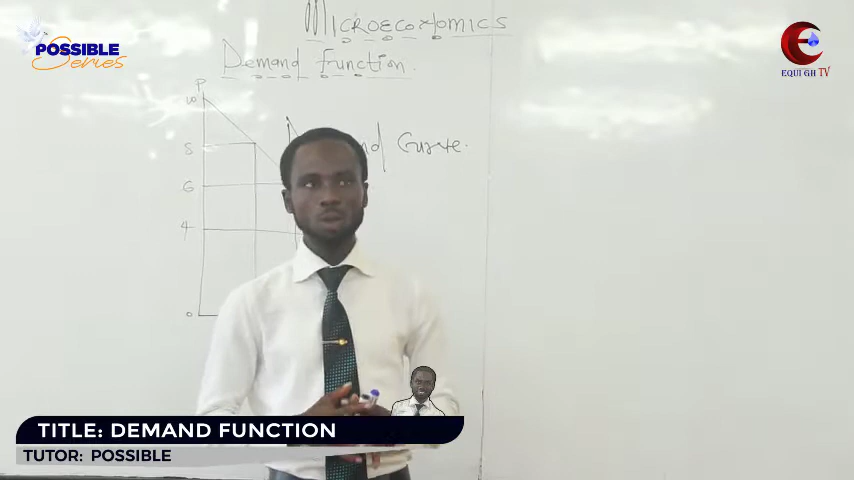 POSSIBLE
Series
EQUI GH TV
Microeconomics
Demand Function.
P
10
8
6
4
0
Curve.
TITLE: DEMAND FUNCTION
TUTOR: POSSIBLE